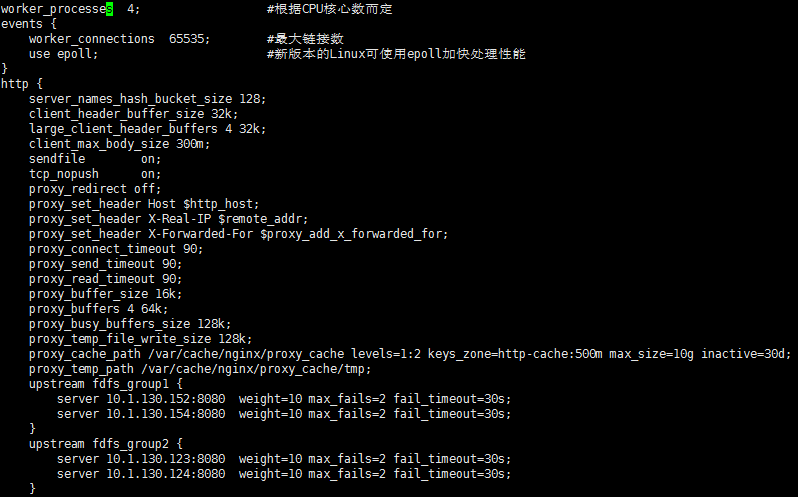 worker_processes  4;                  #根据CPU核心数而定
events {
    worker_connections  65535;        #最大链接数
    use epoll;                        #新版本的Linux可使用epoll加快处理性能
}
http {
    server_names_hash_bucket_size 128;
    client_header_buffer_size 32k;
    large_client_header_buffers 4 32k;
    client_max_body_size 300m;
    sendfile        on;
    tcp_nopush      on;
    proxy_redirect off;
    proxy_set_header Host $http_host;
    proxy_set_header X-Real-IP $remote_addr;
    proxy_set_header X-Forwarded-For $proxy_add_x_forwarded_for;
    proxy_connect_timeout 90;
    proxy_send_timeout 90;
    proxy_read_timeout 90;
    proxy_buffer_size 16k;
    proxy_buffers 4 64k;
    proxy_busy_buffers_size 128k;
    proxy_temp_file_write_size 128k;
    proxy_cache_path /var/cache/nginx/proxy_cache levels=1:2 keys_zone=http-cache:500m max_size=10g inactive=30d;
    proxy_temp_path /var/cache/nginx/proxy_cache/tmp;
    upstream fdfs_group1 {
        server 10.1.130.152:8080  weight=10 max_fails=2 fail_timeout=30s;
        server 10.1.130.154:8080  weight=10 max_fails=2 fail_timeout=30s;
    }
    upstream fdfs_group2 {
        server 10.1.130.123:8080  weight=10 max_fails=2 fail_timeout=30s;
        server 10.1.130.124:8080  weight=10 max_fails=2 fail_timeout=30s;
    }